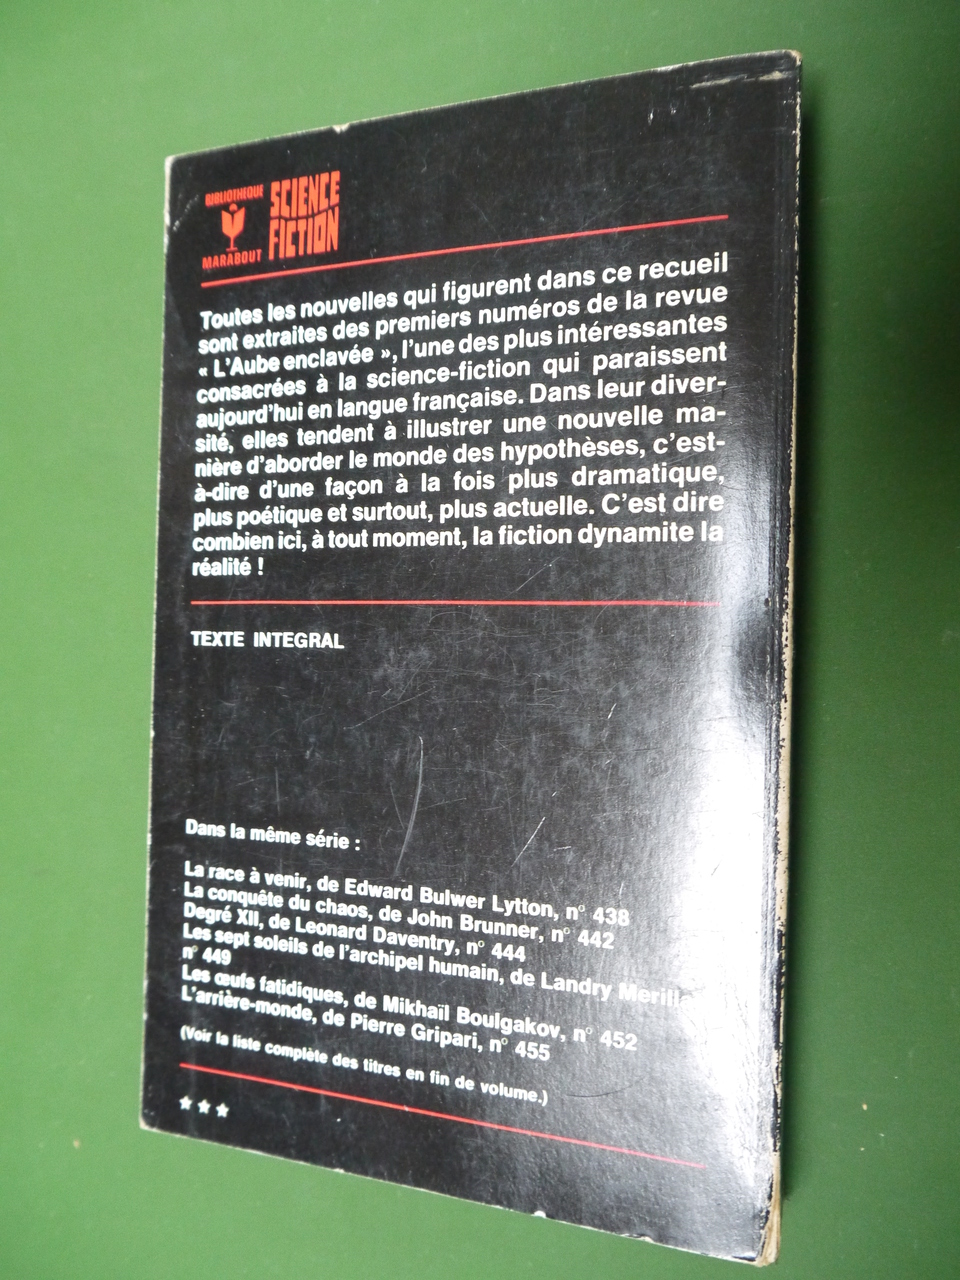 BIBLIOTHEQUE
MARABOUT
SCIENCE
FICTION
Toutes les nouvelles qui figurent dans ce recueil
sont extraites des premiers numéros de la revue
« L'Aube enclavée », l'une des plus intéressantes
consacrées à la science-fiction qui paraissent
aujourd'hui en langue française. Dans leur diver-
sité, elles tendent à illustrer une nouvelle ma-
nière d'aborder le monde des hypothèses, c'est-
à-dire d'une façon à la fois plus dramatique,
plus poétique et surtout, plus actuelle. C'est dire
combien ici, à tout moment, la fiction dynamite la
réalité !
TEXTE INTEGRAL
Dans la même série :
La race à venir, de Edward Bulwer Lytton, n° 438
La conquête du chaos, de John Brunner, n° 442
Degré XII, de Leonard Daventry, n° 444
Les sept soleils de l'archipel humain, de Landry
n° 449
Les œufs fatidiques, de Mikhaïl Boulgakov, n° 452
L'arrière-monde, de Pierre Gripari, n° 455
(Voir la liste complète des titres en fin de volume.)